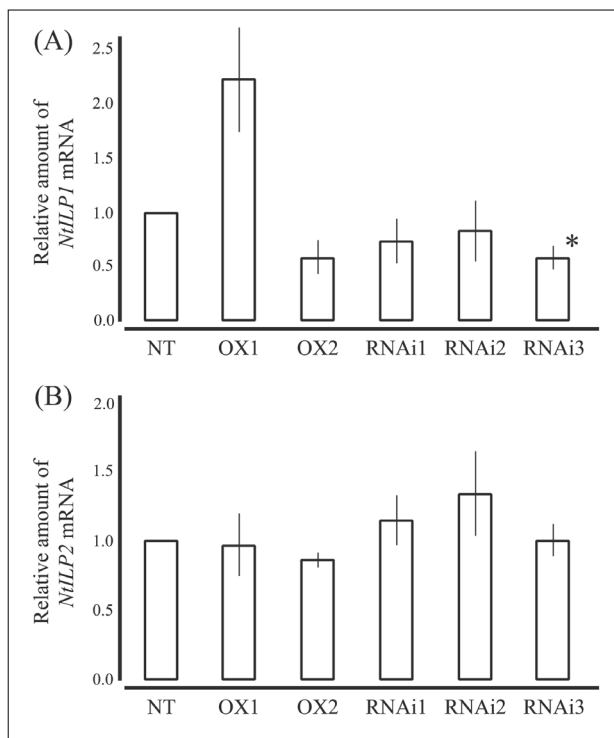 (A)
Relative amount of
NtILP1 mRNA
2.5
2.0
1.5
1.0
0.5
0.0
*
NT OX1 OX2 RNAi1 RNAi2 RNAi3
(B)
Relative amount of
NtILP2 mRNA
2.0
1.5
1.0
0.5
0.0
NT OX1 OX2 RNAi1 RNAi2 RNAi3